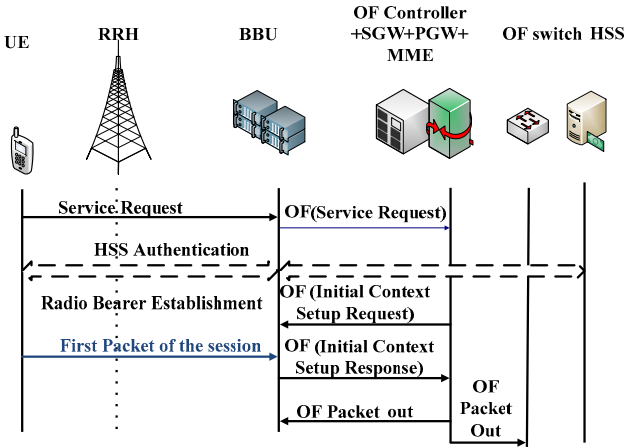 UE
RRH
BBU
OF Controller
+SGW+PGW+
MME
OF switch HSS
Service Request
OF(Service Request)
HSS Authentication
Radio Bearer Establishment
OF (Initial Context
Setup Request)
First Packet of the session
OF (Initial Context
Setup Response)
OF Packet out
OF
Packet
Out